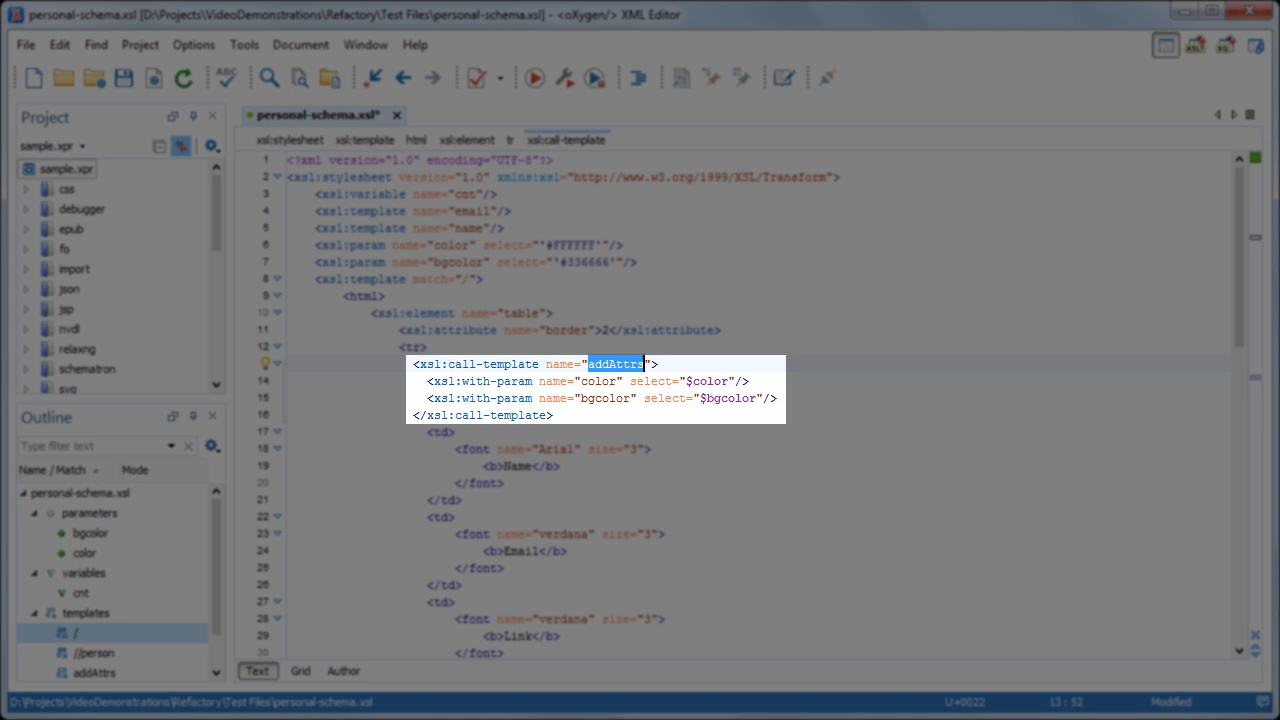 personal-schema.xsl [D:\Projects\VideoDemonstrations\Refactory\Test Files\personal-schema.xsl] - <oXygen/> XML Editor
File Edit Find Project Options Tools Document Window Help
Project
sample.xpr
sample.xpr
css
debugger
epub
fo
import
json
jsp
nvdl
relaxng
schematron
svg
Outline
Type filter text
Name / Match Mode
personal-schema.xsl
parameters
bgcolor
color
variables
cnt
templates
/
//person
addAttrs
personal-schema.xsl*
xsl:stylesheet xsl:template html xsl:element tr xsl:call-template
1 <?xml version="1.0" encoding="UTF-8"?>
2 <xsl:stylesheet version="1.0" xmlns:xsl="http://www.w3.org/1999/XSL/Transform">
3 <xsl:variable name="cnt"/>
4 <xsl:template name="email"/>
5 <xsl:template name="name"/>
6 <xsl:param name="color" select="'#FFFFFF'"/>
7 <xsl:param name="bgcolor" select="'#336666'"/>
8 <xsl:template match="/">
9 <html>
10 <xsl:element name="table">
11 <xsl:attribute name="border">2</xsl:attribute>
12 <tr>
<xsl:call-template name="addAttrs">
14 <xsl:with-param name="color" select="$color"/>
15 <xsl:with-param name="bgcolor" select="$bgcolor"/>
16 </xsl:call-template>
17 <td>
18 <font name="Arial" size="3">
19 <b>Name</b>
20 </font>
21 </td>
22 <td>
23 <font name="verdana" size="3">
24 <b>Email</b>
25 </font>
26 </td>
27 <td>
28 <font name="verdana" size="3">
29 <b>Link</b>
30 </font>
Text Grid Author
D:\Projects\VideoDemonstrations\Refactory\Test Files\personal-schema.xsl U+0022 13 : 52 Modified